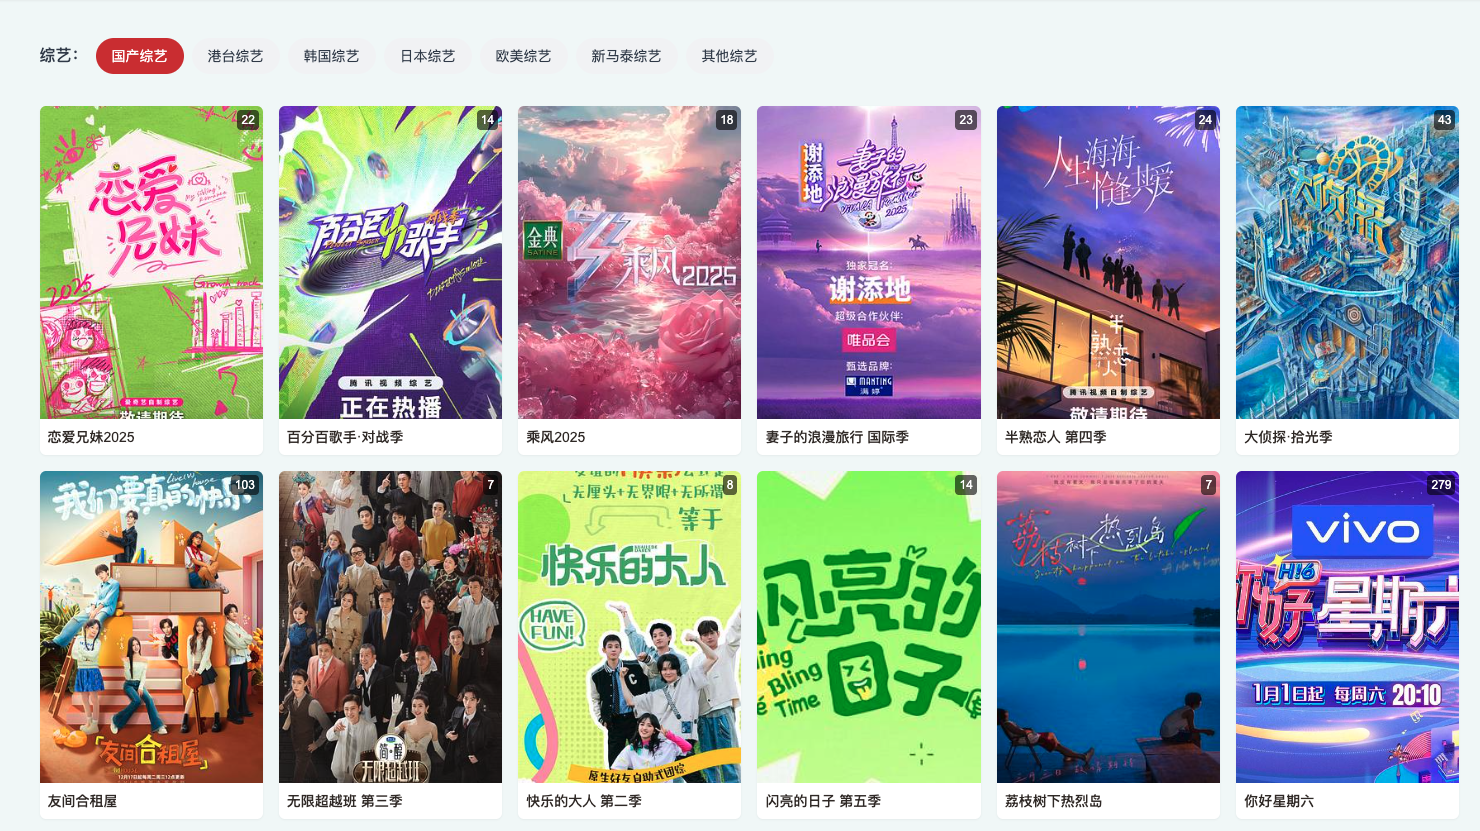 综艺：
国产综艺
港台综艺
韩国综艺
日本综艺
欧美综艺
新马泰综艺
其他综艺
22
恋爱兄妹
2025
Growth track
爱奇艺自制综艺
敬请期待
恋爱兄妹2025
14
百分百歌手
对战季
腾讯视频综艺
正在热播
百分百歌手·对战季
18
金典
SATINE
乘风2025
乘风2025
23
谢添地
妻子的浪漫旅行
VIVA LA ROMANCE
2025
独家冠名：
谢添地
超级合作伙伴：
唯品会
甄选品牌：
MANTING
满婷
妻子的浪漫旅行 国际季
24
人生海海
恰逢其爱
半熟恋人
腾讯视频自制综艺
敬请期待
半熟恋人 第四季
43
大侦探
大侦探·拾光季
103
我们要真的快乐
「友间合租屋」
友间合租屋
7
简·醇
无限超越班
无限超越班 第三季
8
无厘头+无界限+无所谓
等于
快乐的大人
HAVE
FUN!
原生好友自助式团综
快乐的大人 第二季
14
闪亮的
日子
Bling
Time
闪亮的日子 第五季
7
荔枝树下热烈岛
荔枝树下热烈岛
279
vivo
Hi6
你好星期六
1月1日起 每周六 20:10
你好星期六